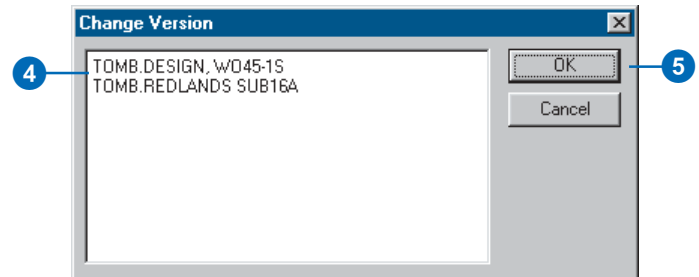 Change Version
4
TOMB.DESIGN, WO45-1S
TOMB.REDLANDS SUB16A
OK
5
Cancel